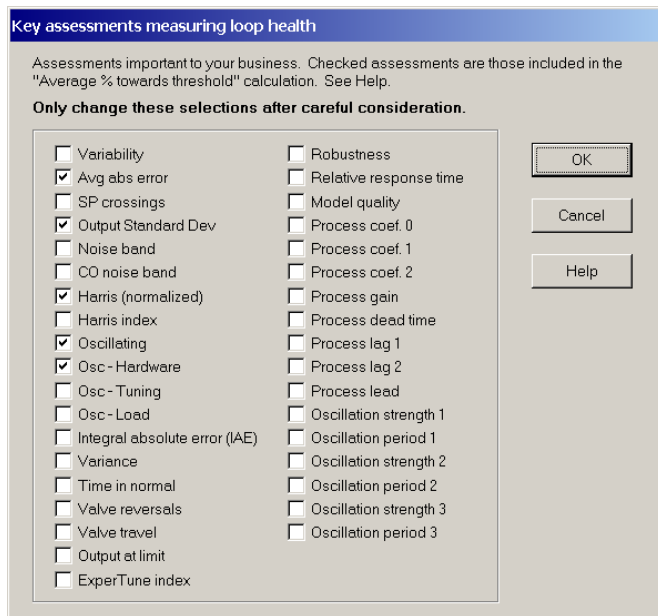 Key assessments measuring loop health
Assessments important to your business. Checked assessments are those included in the
"Average % towards threshold" calculation. See Help.
Only change these selections after careful consideration.
Variability
Avg abs error
SP crossings
Output Standard Dev
Noise band
CO noise band
Harris (normalized)
Harris index
Oscillating
Osc - Hardware
Osc - Tuning
Osc - Load
Integral absolute error (IAE)
Variance
Time in normal
Valve reversals
Valve travel
Output at limit
ExperTune index
Robustness
Relative response time
Model quality
Process coef. 0
Process coef. 1
Process coef. 2
Process gain
Process dead time
Process lag 1
Process lag 2
Process lead
Oscillation strength 1
Oscillation period 1
Oscillation strength 2
Oscillation period 2
Oscillation strength 3
Oscillation period 3
OK
Cancel
Help